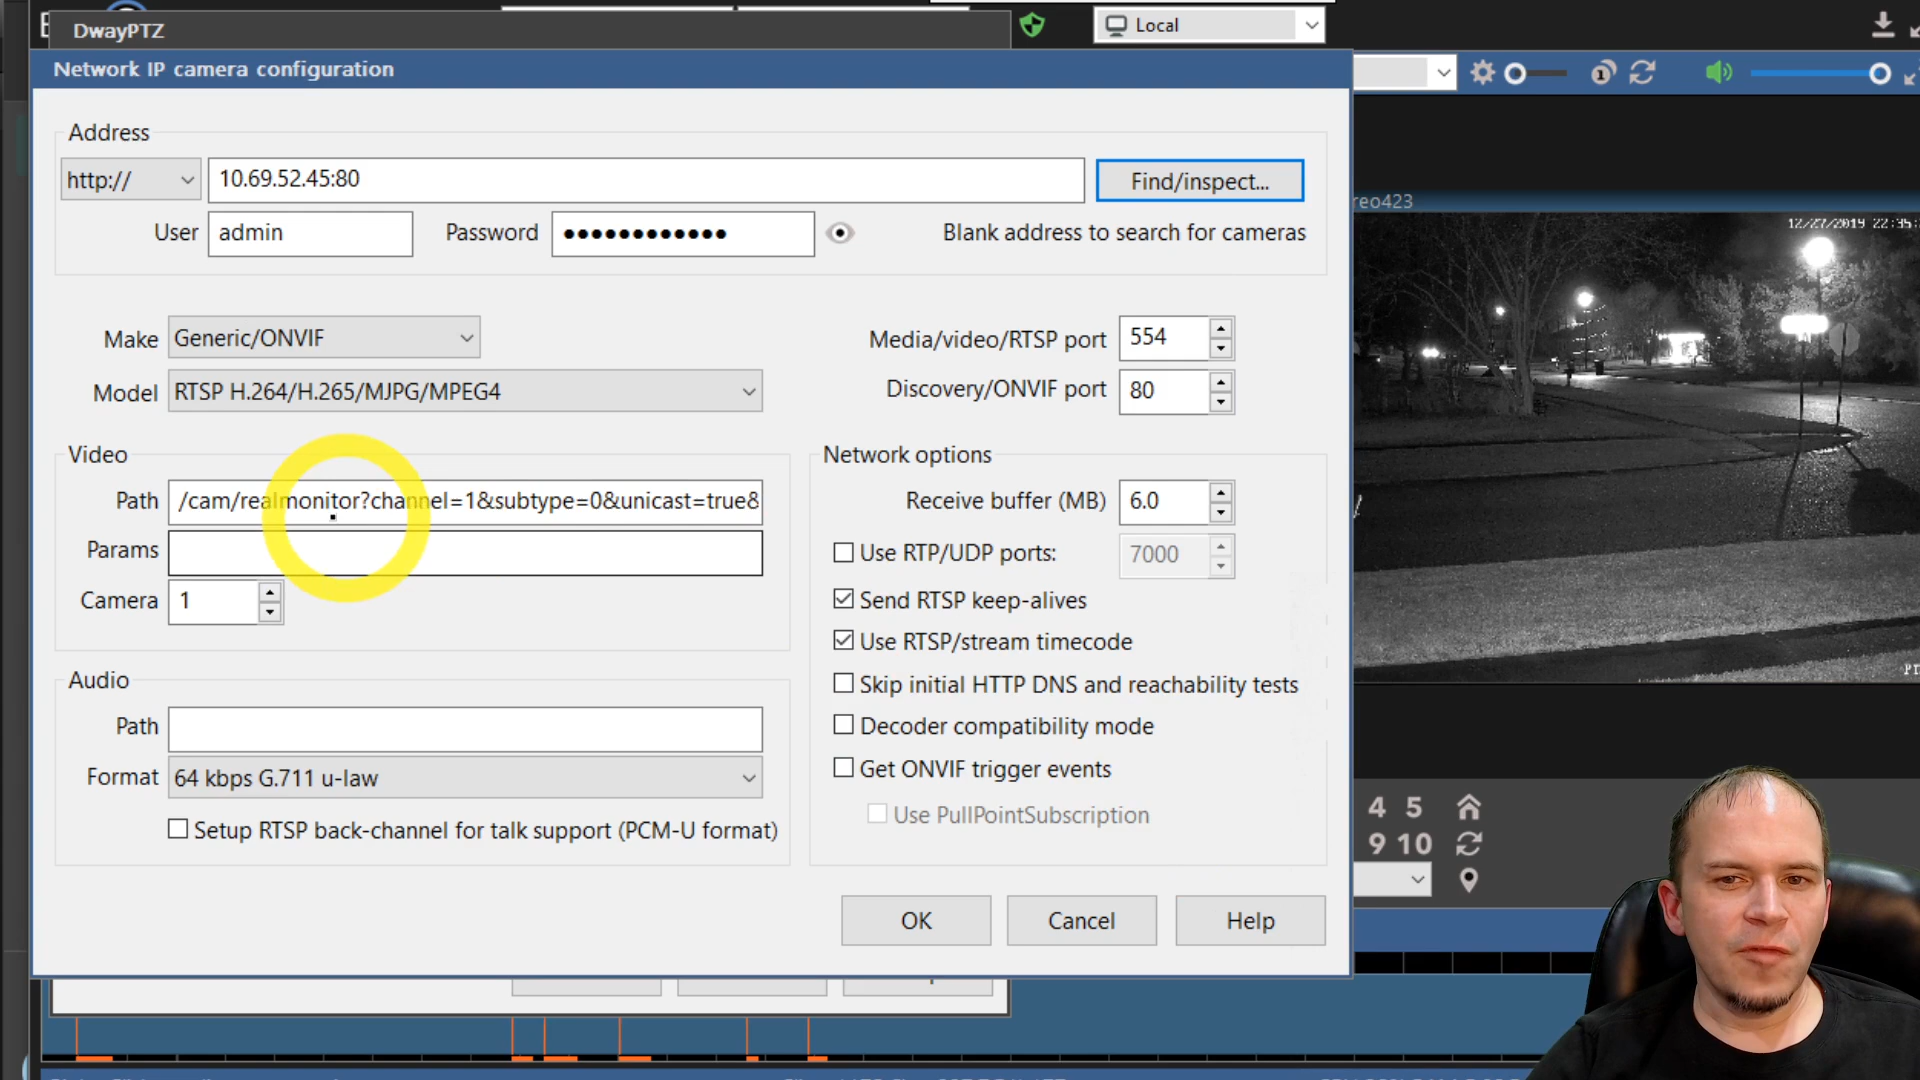 DwayPTZ
Local
Network IP camera configuration
Address
http://
10.69.52.45:80
Find/inspect...
User
admin
Password
●●●●●●●●●●●●
Blank address to search for cameras
reo423
12/27/2019 22:35:
Make
Generic/ONVIF
Media/video/RTSP port
554
Model
RTSP H.264/H.265/MJPG/MPEG4
Discovery/ONVIF port
80
Video
Path
/cam/realmonitor?channel=1&subtype=0&unicast=true&
Params
Camera
1
Network options
Receive buffer (MB)
6.0
Use RTP/UDP ports:
7000
Send RTSP keep-alives
Use RTSP/stream timecode
Skip initial HTTP DNS and reachability tests
Decoder compatibility mode
Get ONVIF trigger events
Use PullPointSubscription
Audio
Path
Format
64 kbps G.711 u-law
Setup RTSP back-channel for talk support (PCM-U format)
4 5
9 10
OK
Cancel
Help